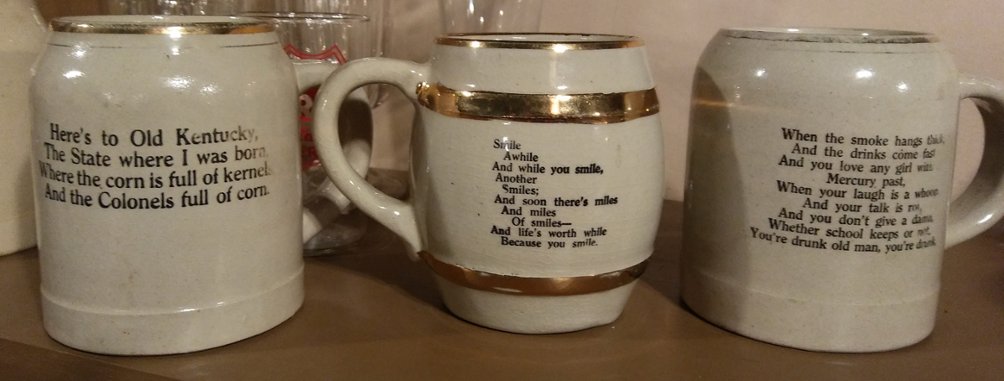 Here's to Old Kentucky,
The State where I was born,
Where the corn is full of kernels
And the Colonels full of corn.
Smile
Awhile
And while you smile,
Another
Smiles;
And soon there's miles
And miles
Of smiles—
And life's worth while
Because you smile.
When the smoke hangs thick,
And the drinks come fast
And you love any girl with
Mercury past,
When your laugh is a whoop
And your talk is rot,
And you don't give a damn,
Whether school keeps or not,
You're drunk old man, you're drunk.